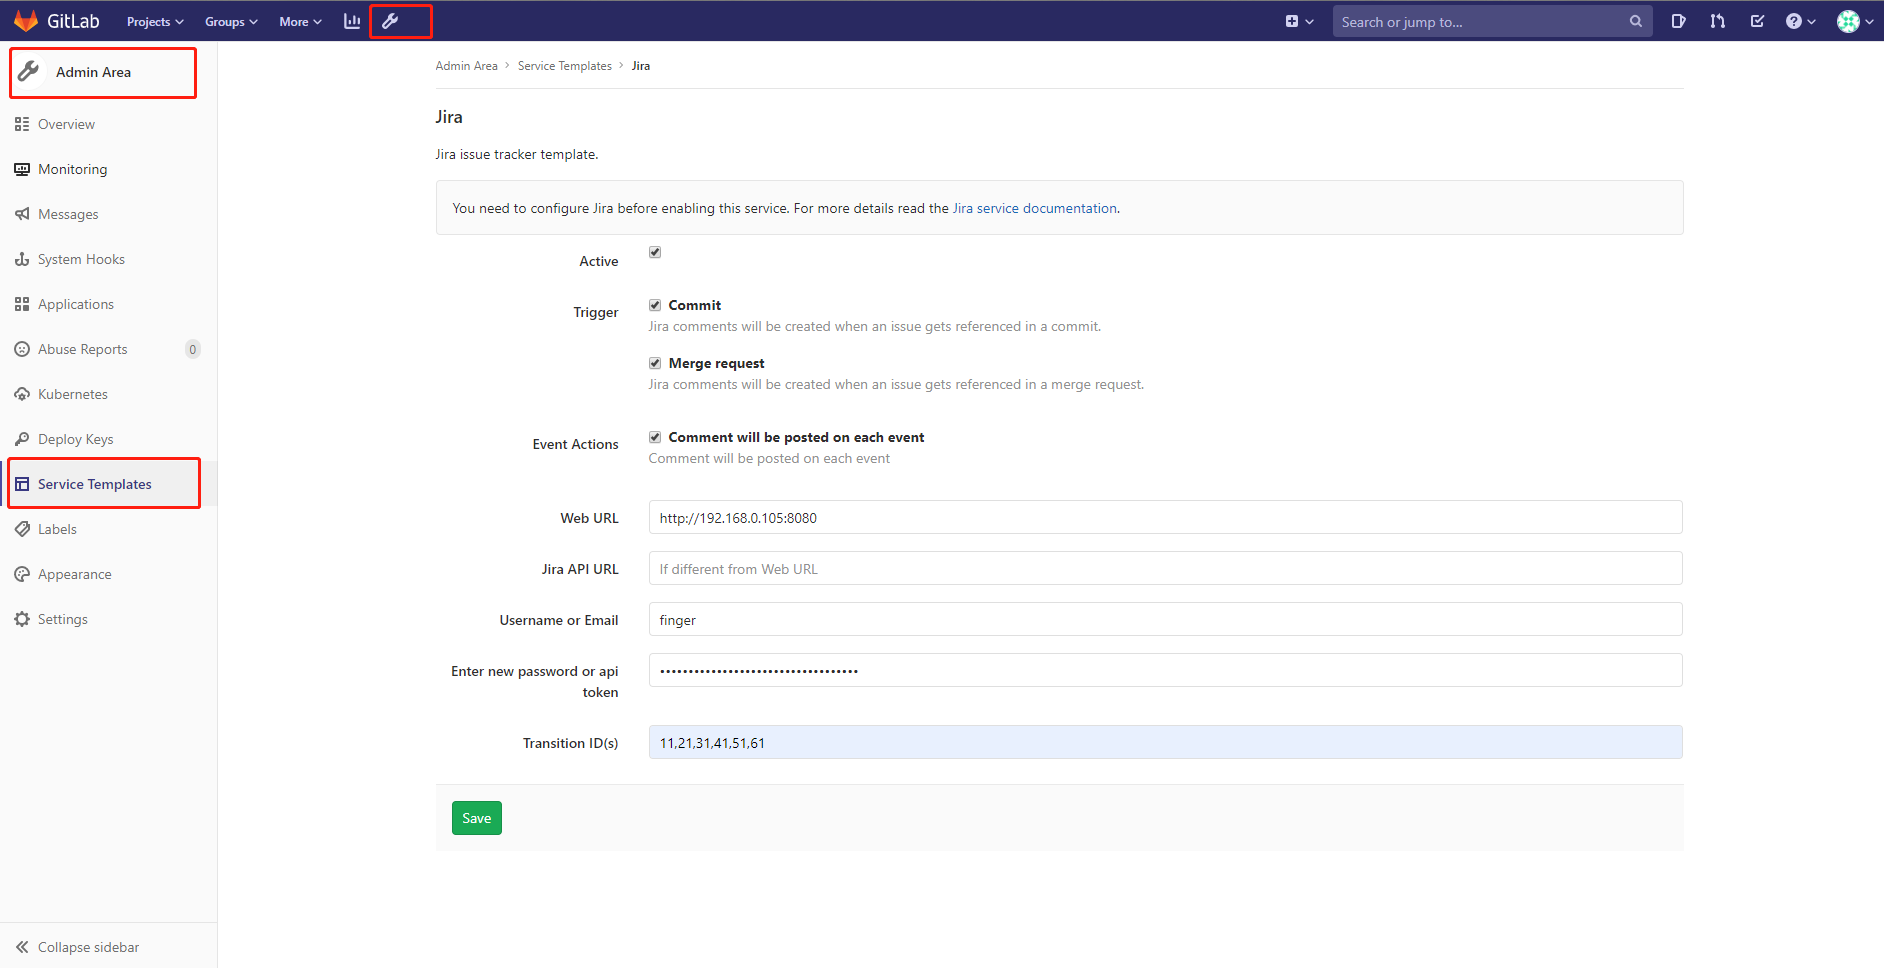 GitLab Projects Groups More Search or jump to...
Admin Area
Overview
Monitoring
Messages
System Hooks
Applications
Abuse Reports 0
Kubernetes
Deploy Keys
Service Templates
Labels
Appearance
Settings
Collapse sidebar
Admin Area > Service Templates > Jira
Jira
Jira issue tracker template.
You need to configure Jira before enabling this service. For more details read the Jira service documentation.
Active
Trigger
Commit
Jira comments will be created when an issue gets referenced in a commit.
Merge request
Jira comments will be created when an issue gets referenced in a merge request.
Event Actions
Comment will be posted on each event
Comment will be posted on each event
Web URL
http://192.168.0.105:8080
Jira API URL
If different from Web URL
Username or Email
finger
Enter new password or api
token
•••••••••••••••••••••••••••••••••••
Transition ID(s)
11,21,31,41,51,61
Save